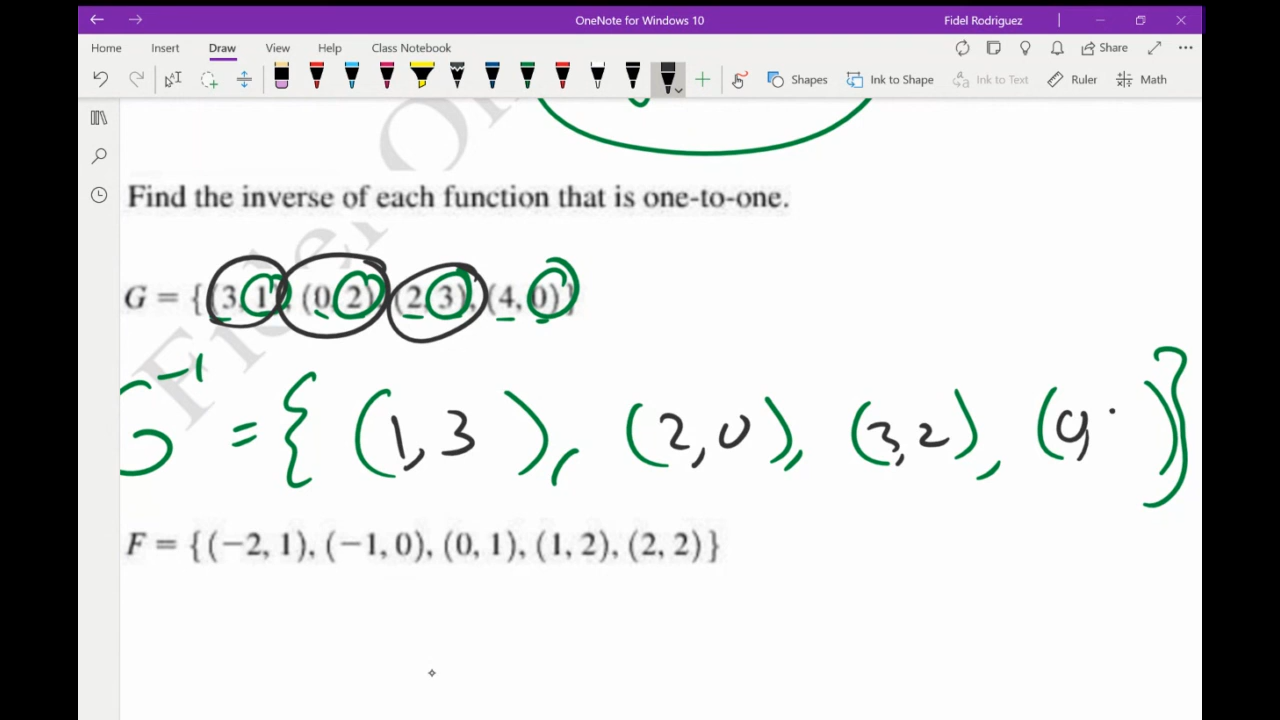 OneNote for Windows 10 Fidel Rodriguez
Home Insert Draw View Help Class Notebook Share
Shapes Ink to Shape Ink to Text Ruler Math
Find the inverse of each function that is one-to-one.
G = {(3, 1), (0, 2), (2, 3), (4, 0)}
G⁻¹ = { (1, 3), (2, 0), (3, 2), (0, )}
F = {(−2, 1), (−1, 0), (0, 1), (1, 2), (2, 2)}